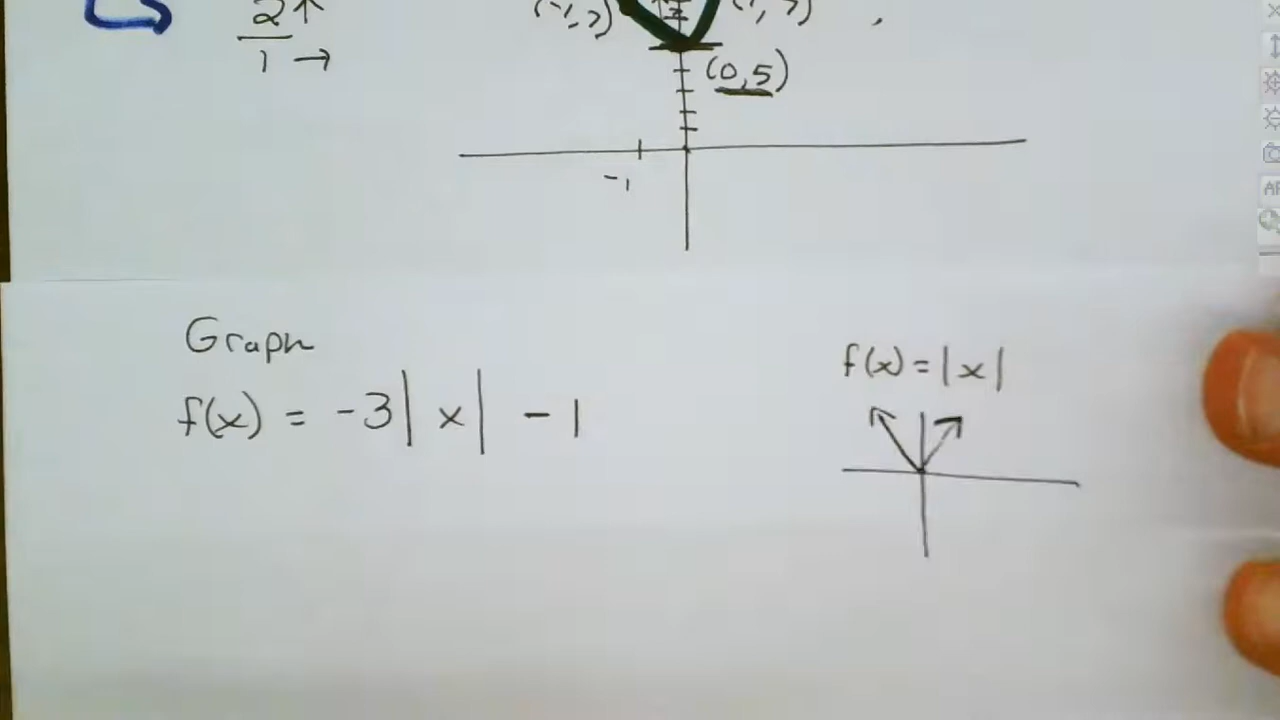 2↑
1 →
(0,5)
-1
Graph
f(x) = -3|x| - 1
f(x) = |x|